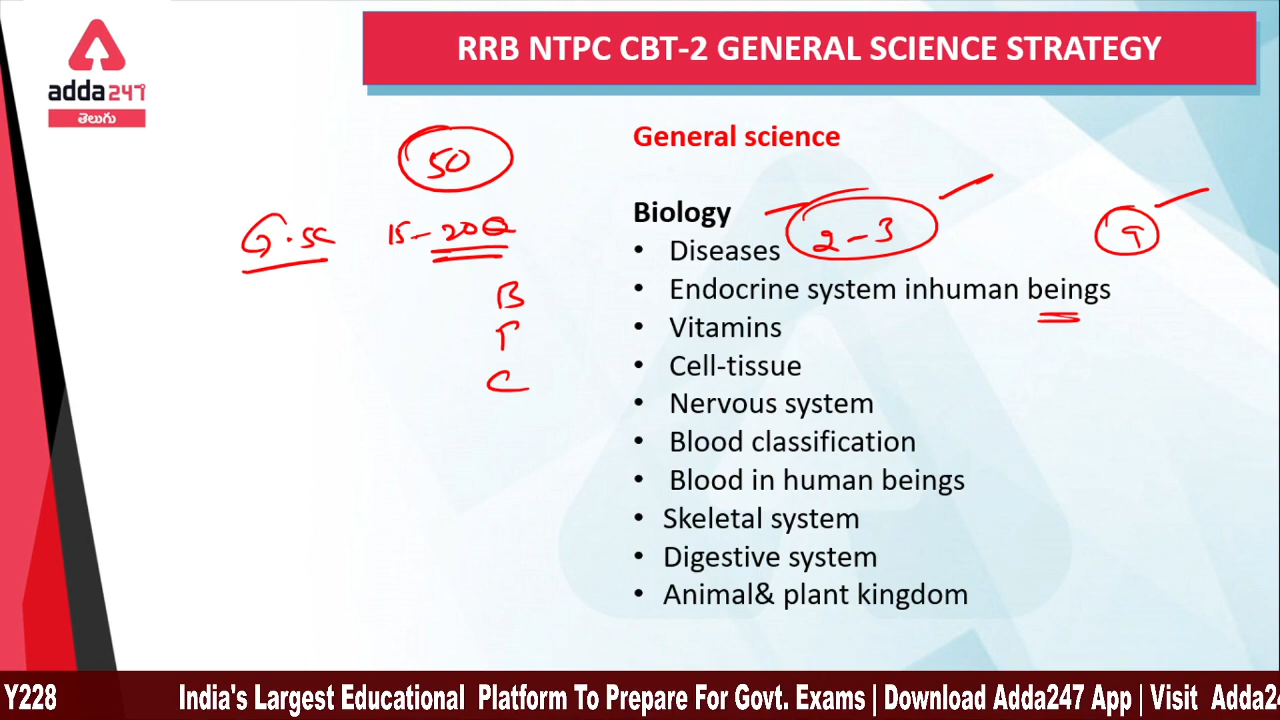 RRB NTPC CBT-2 GENERAL SCIENCE STRATEGY
adda247
తెలుగు
50
General science
G.sc 15-20Q
Biology
2-3
• Diseases
• Endocrine system inhuman beings
B
• Vitamins
• Cell-tissue
C
• Nervous system
• Blood classification
• Blood in human beings
• Skeletal system
• Digestive system
• Animal& plant kingdom
Y228 India's Largest Educational Platform To Prepare For Govt. Exams | Download Adda247 App | Visit Adda2